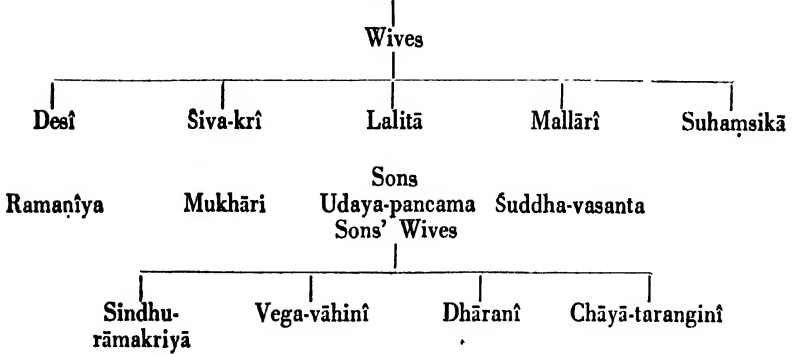 Wives
Desî Śiva-krî Lalitā Mallārî Suhaṃsikā
Sons
Ramaṇîya Mukhāri Udaya-pancama Śuddha-vasanta
Sons' Wives
Sindhu-rāmakriyā Vega-vāhinî Dhāranî Chāyā-taranginî